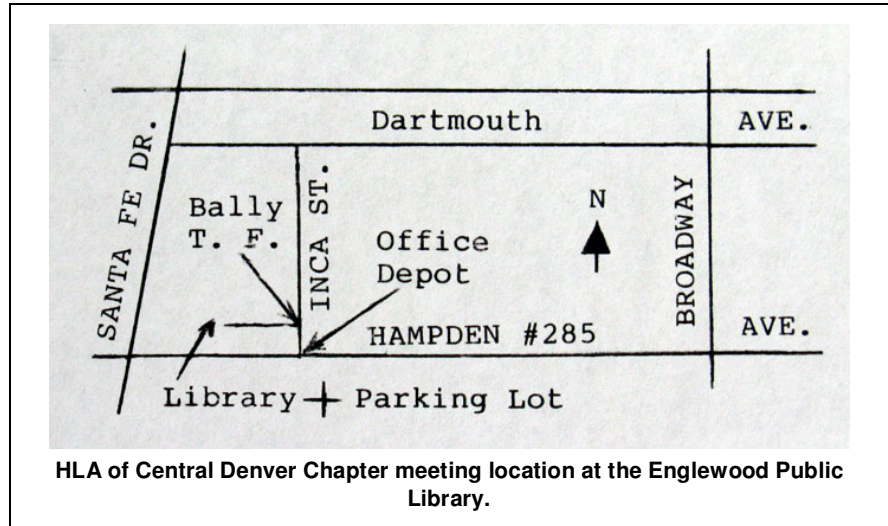 Dartmouth AVE.
SANTA FE DR.
Bally
T. F.
INCA ST.
Office
Depot
N
BROADWAY
HAMPDEN #285 AVE.
Library + Parking Lot
HLA of Central Denver Chapter meeting location at the Englewood Public
Library.